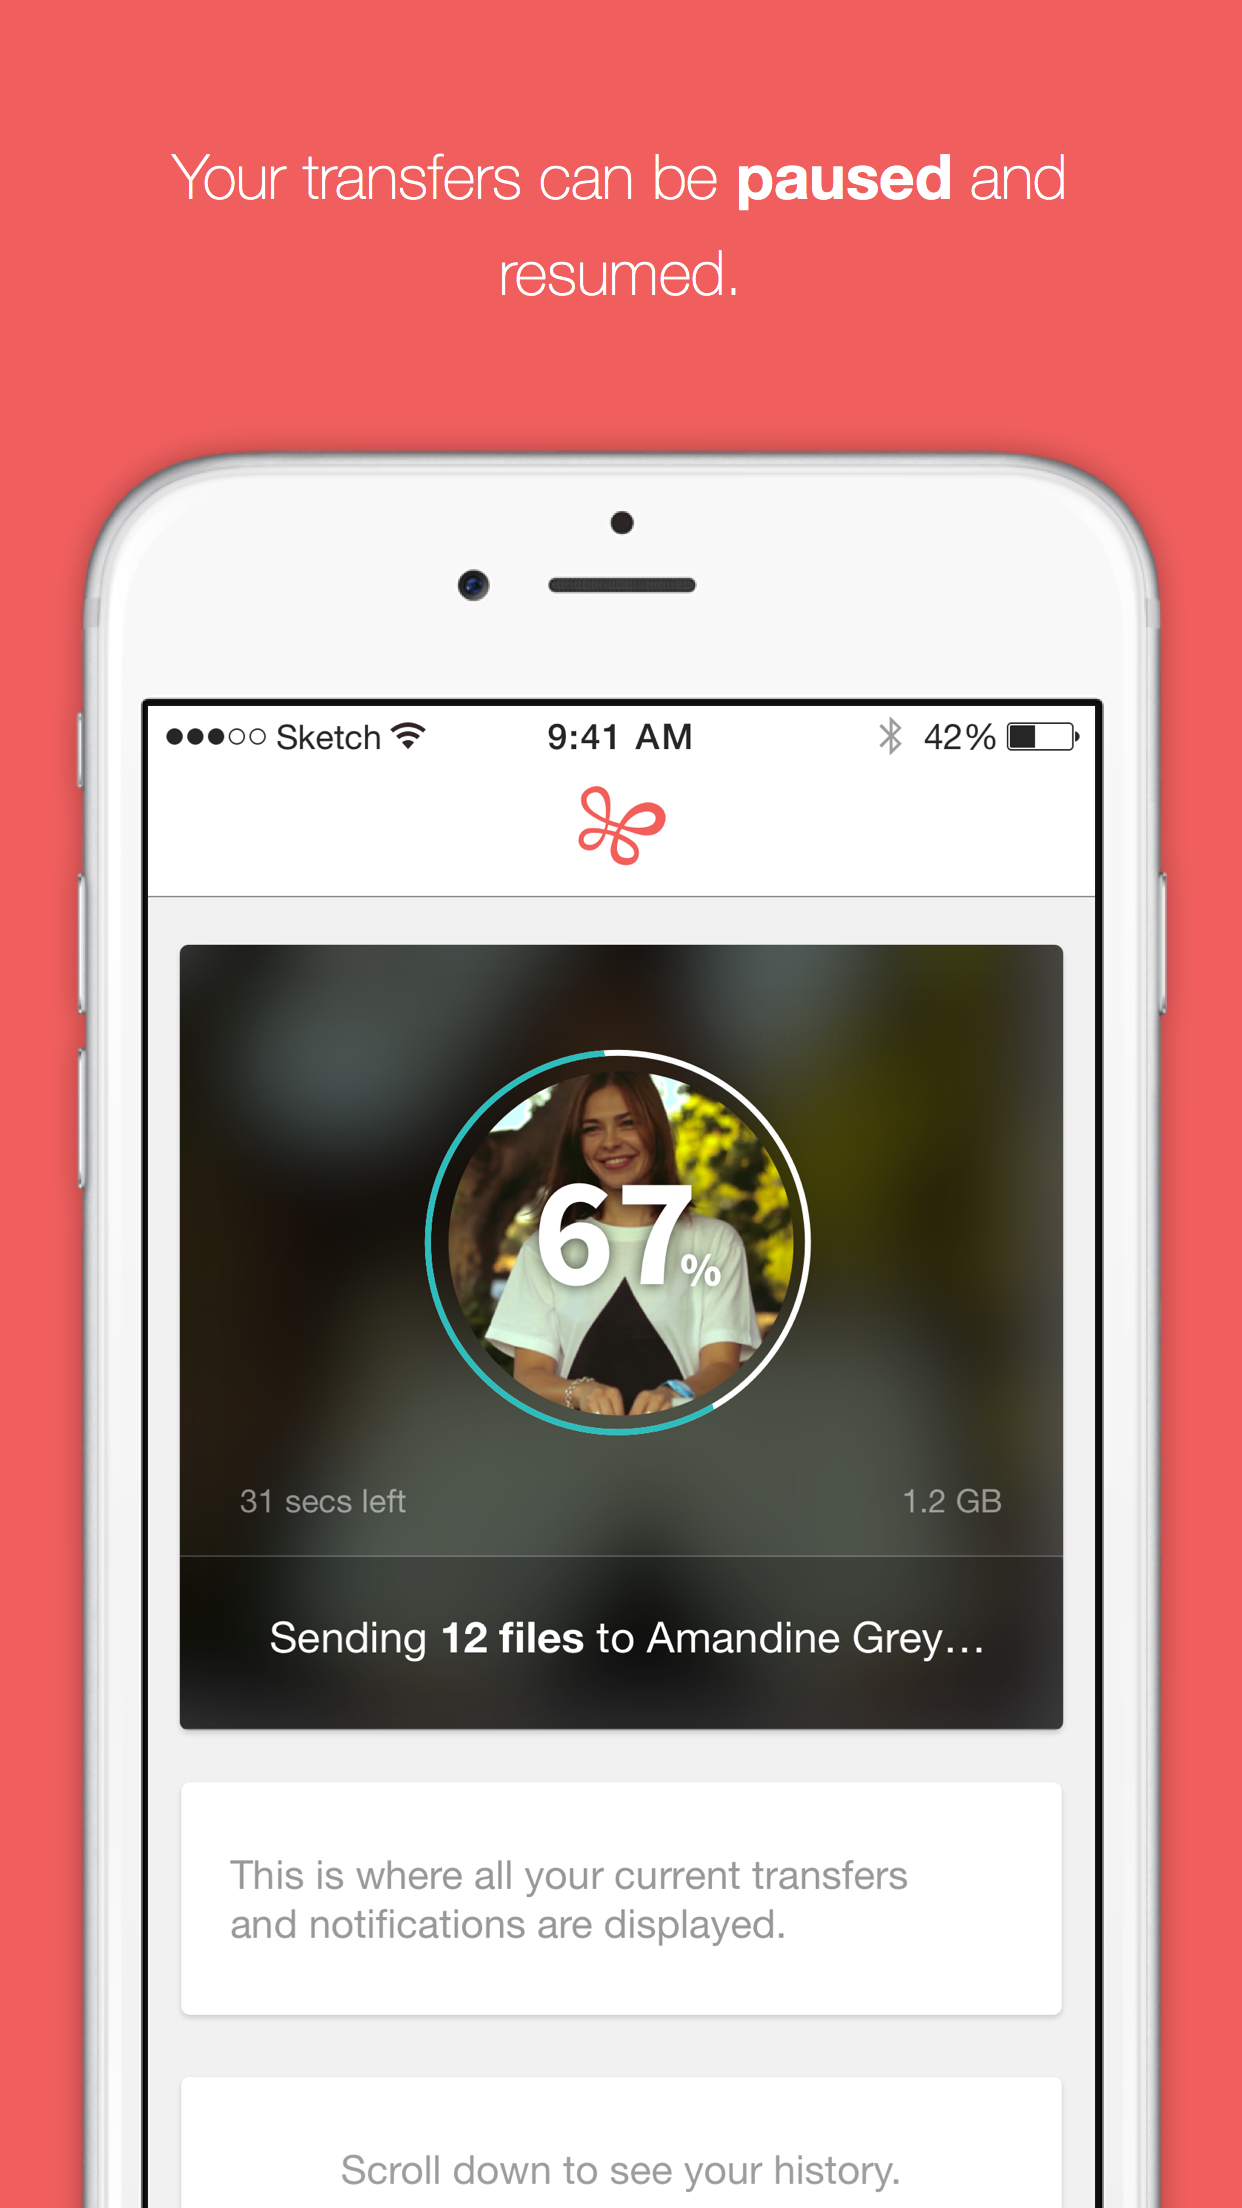 Your transfers can be paused and
resumed.
Sketch 9:41 AM 42%
67%
31 secs left 1.2 GB
Sending 12 files to Amandine Grey...
This is where all your current transfers
and notifications are displayed.
Scroll down to see your history.